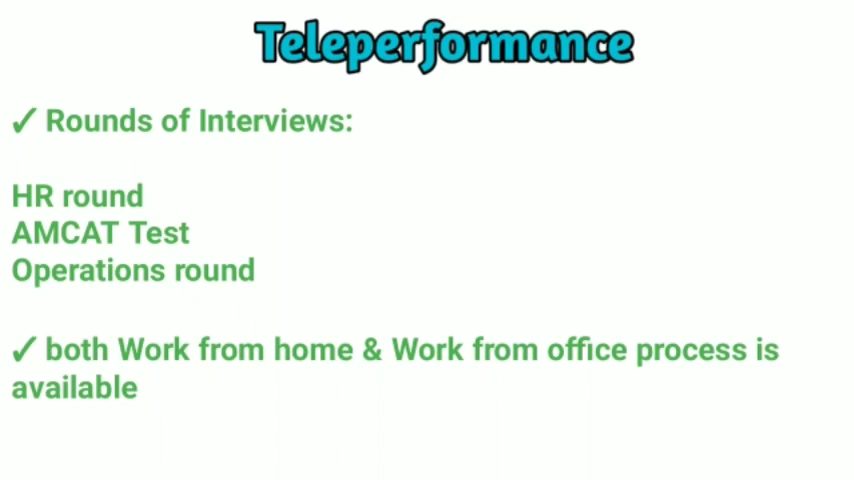 Teleperformance
✓ Rounds of Interviews:
HR round
AMCAT Test
Operations round
✓ both Work from home & Work from office process is
available